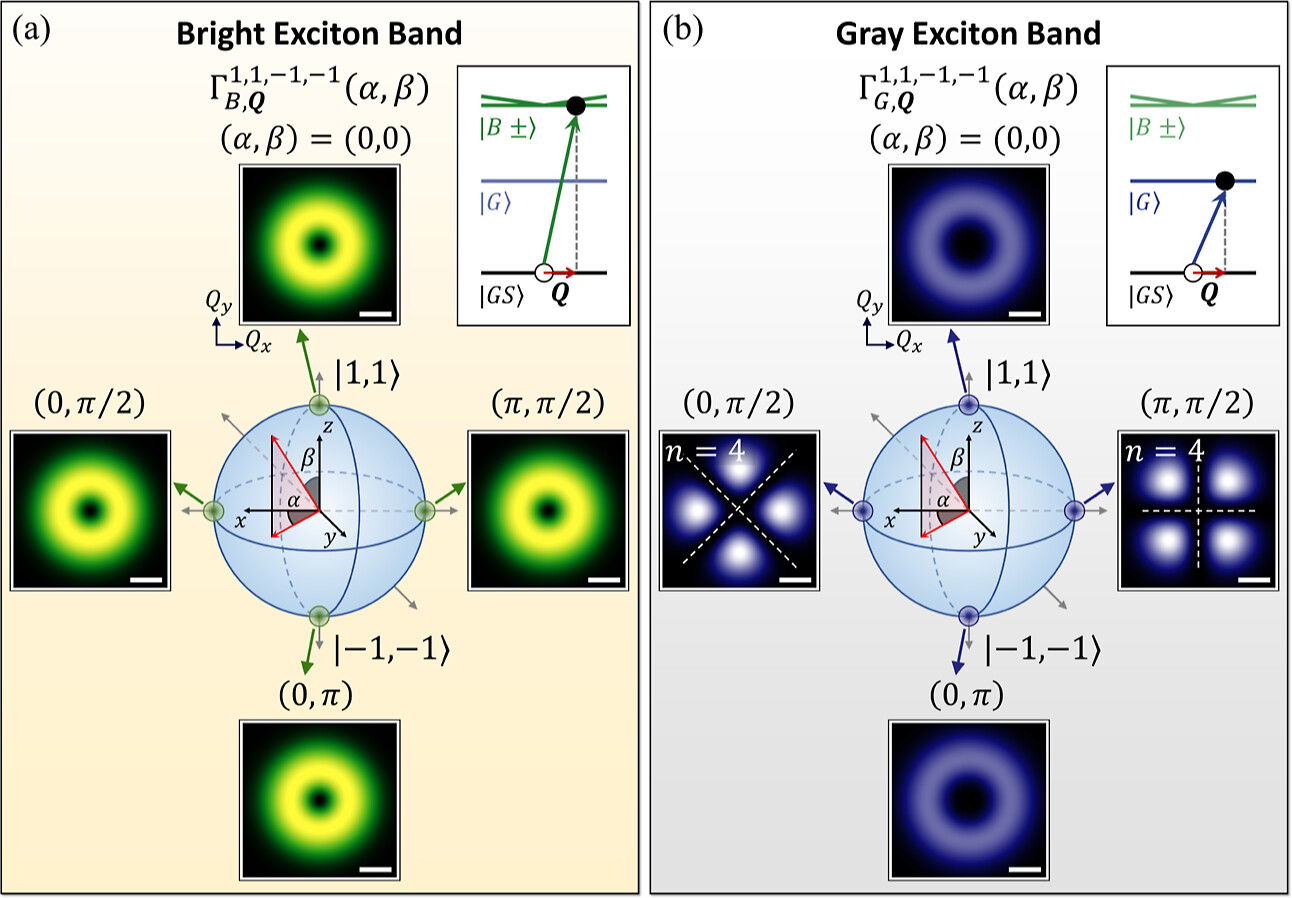 (a)
Bright Exciton Band
Γ_{B,Q}^{1,1,-1,-1}(α, β)
(α, β) = (0,0)
|B ±⟩
|G⟩
|GS⟩
Q
Q_y
Q_x
|1,1⟩
(0, π/2)
(π, π/2)
z
β
α
x
y
|−1,−1⟩
(0, π)
(b)
Gray Exciton Band
Γ_{G,Q}^{1,1,-1,-1}(α, β)
(α, β) = (0,0)
|B ±⟩
|G⟩
|GS⟩
Q
Q_y
Q_x
|1,1⟩
(0, π/2)
(π, π/2)
n = 4
n = 4
z
β
α
x
y
|−1,−1⟩
(0, π)